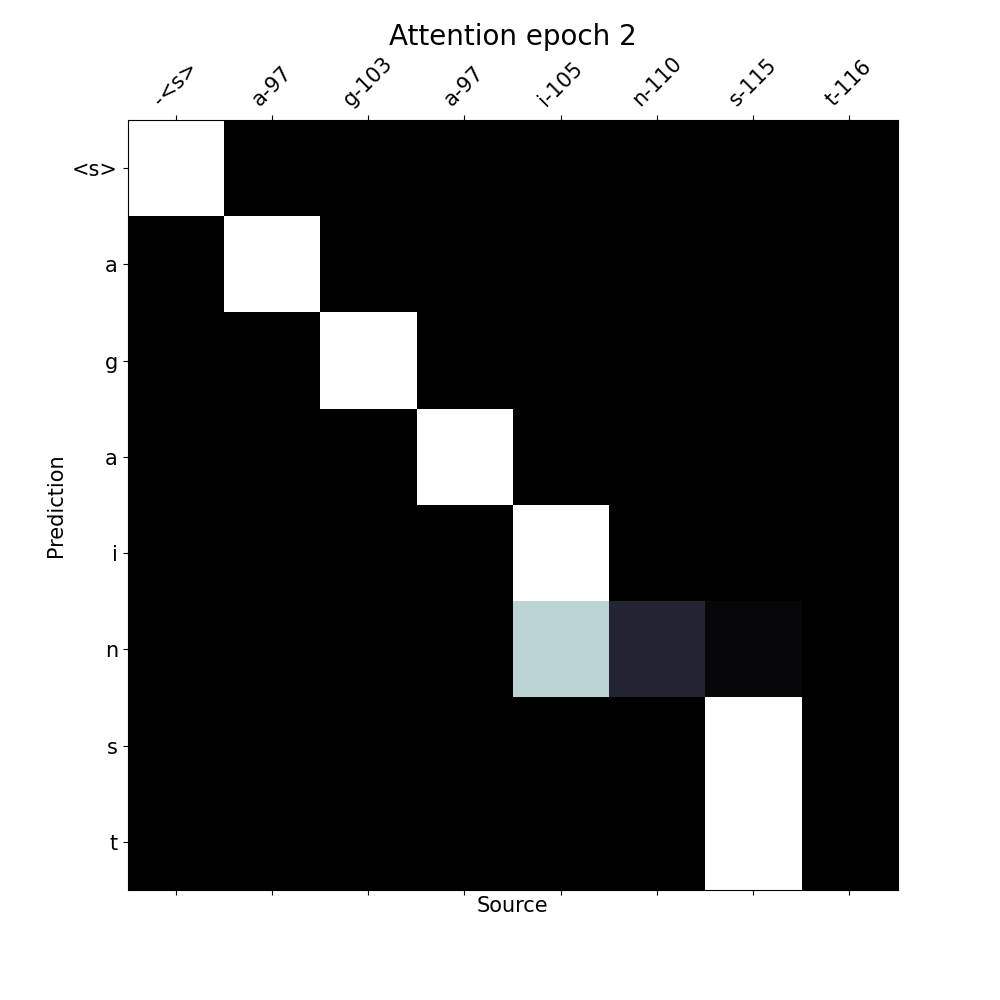 Attention epoch 2
-<s> a-97 g-103 a-97 i-105 n-110 s-115 t-116
<s>
a
g
a
i
n
s
t
Prediction
Source